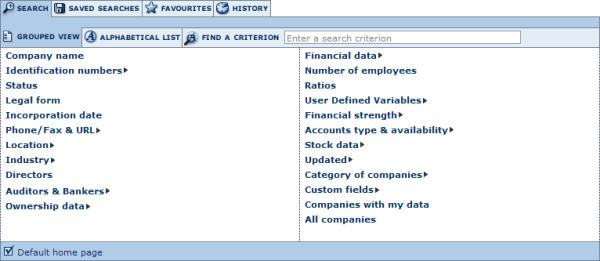 SEARCH SAVED SEARCHES FAVOURITES HISTORY
GROUPED VIEW ALPHABETICAL LIST FIND A CRITERION Enter a search criterion
Company name
Identification numbers
Status
Legal form
Incorporation date
Phone/Fax & URL
Location
Industry
Directors
Auditors & Bankers
Ownership data
Financial data
Number of employees
Ratios
User Defined Variables
Financial strength
Accounts type & availability
Stock data
Updated
Category of companies
Custom fields
Companies with my data
All companies
Default home page